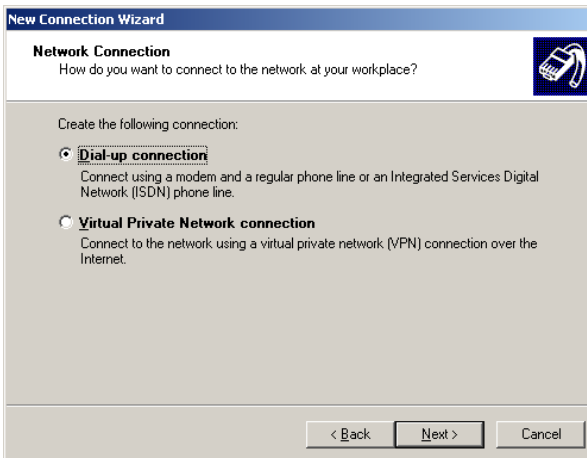 New Connection Wizard
Network Connection
How do you want to connect to the network at your workplace?
Create the following connection:
Dial-up connection
Connect using a modem and a regular phone line or an Integrated Services Digital
Network (ISDN) phone line.
Virtual Private Network connection
Connect to the network using a virtual private network (VPN) connection over the
Internet.
< Back Next > Cancel